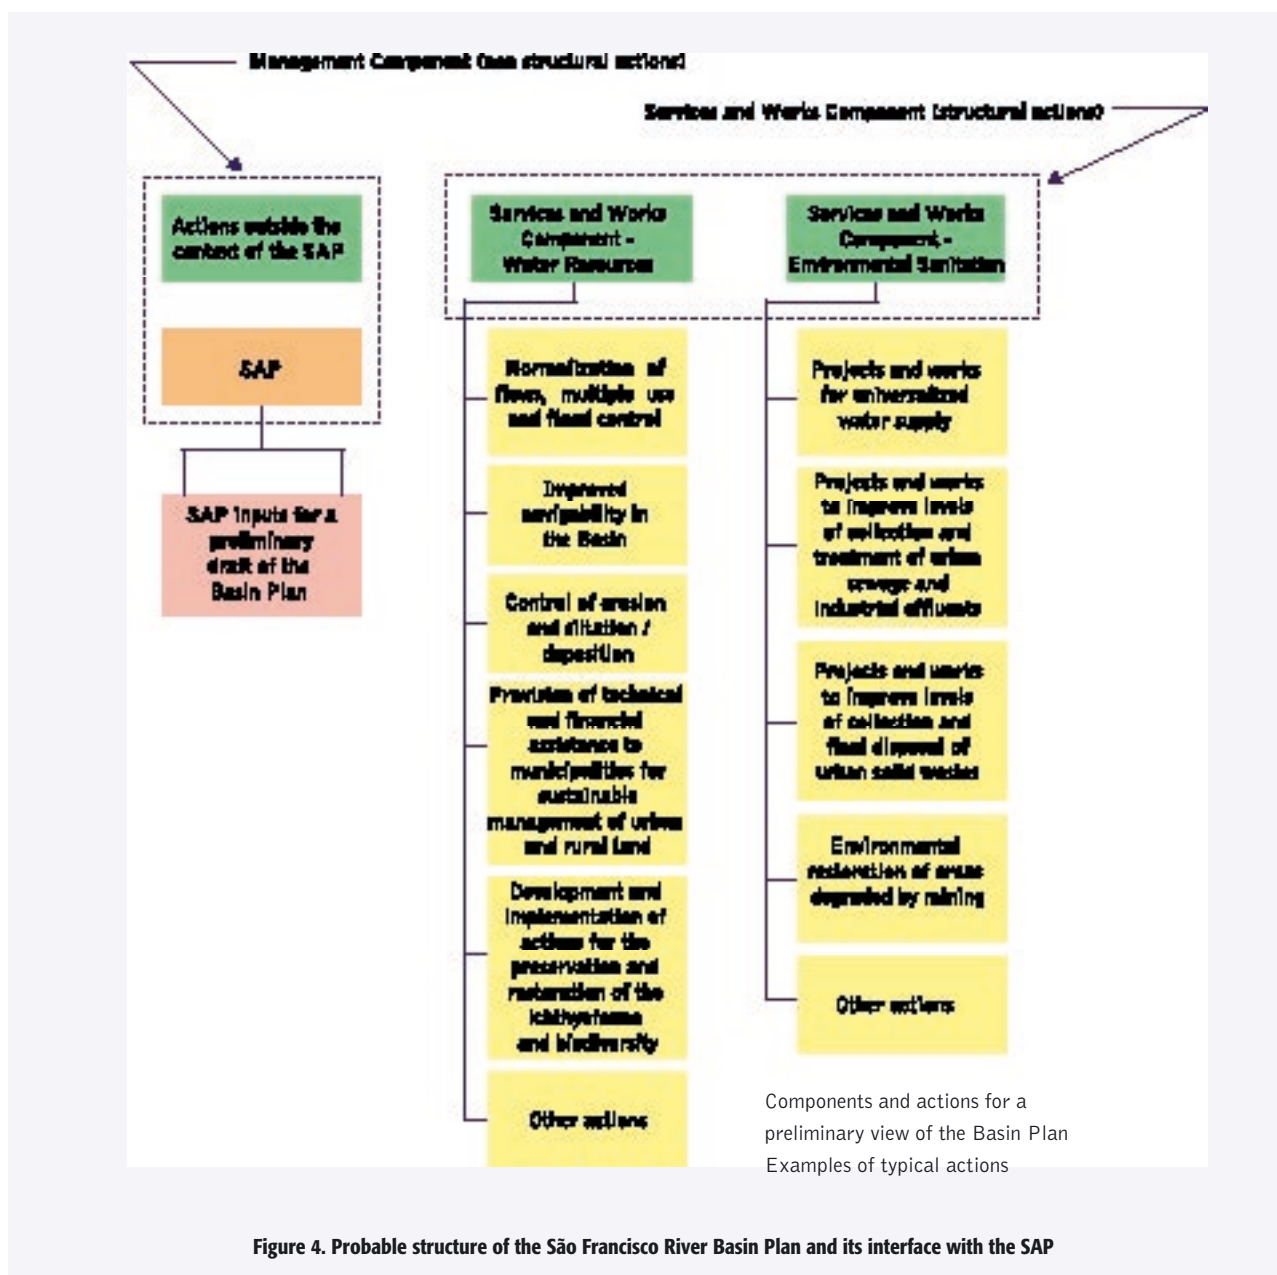 Management Component (non structural actions)
Services and Works Component (structural actions)
Actions outside the
context of the SAP
SAP
SAP inputs for a
preliminary
draft of the
Basin Plan
Services and Works
Component -
Water Resources
Normalization of
flows, multiple use
and flood control
Improved
navigability in
the Basin
Control of erosion
and siltation /
deposition
Provision of technical
and financial
assistance to
municipalities for
sustainable
management of urban
and rural land
Development and
implementation of
actions for the
preservation and
restoration of the
ichthyofauna
and biodiversity
Other actions
Services and Works
Component -
Environmental Sanitation
Projects and works
for universalized
water supply
Projects and works
to improve levels
of collection and
treatment of urban
sewage and
industrial effluents
Projects and works
to improve levels
of collection and
final disposal of
urban solid wastes
Environmental
restoration of areas
degraded by mining
Other actions
Components and actions for a
preliminary view of the Basin Plan
Examples of typical actions
Figure 4. Probable structure of the São Francisco River Basin Plan and its interface with the SAP